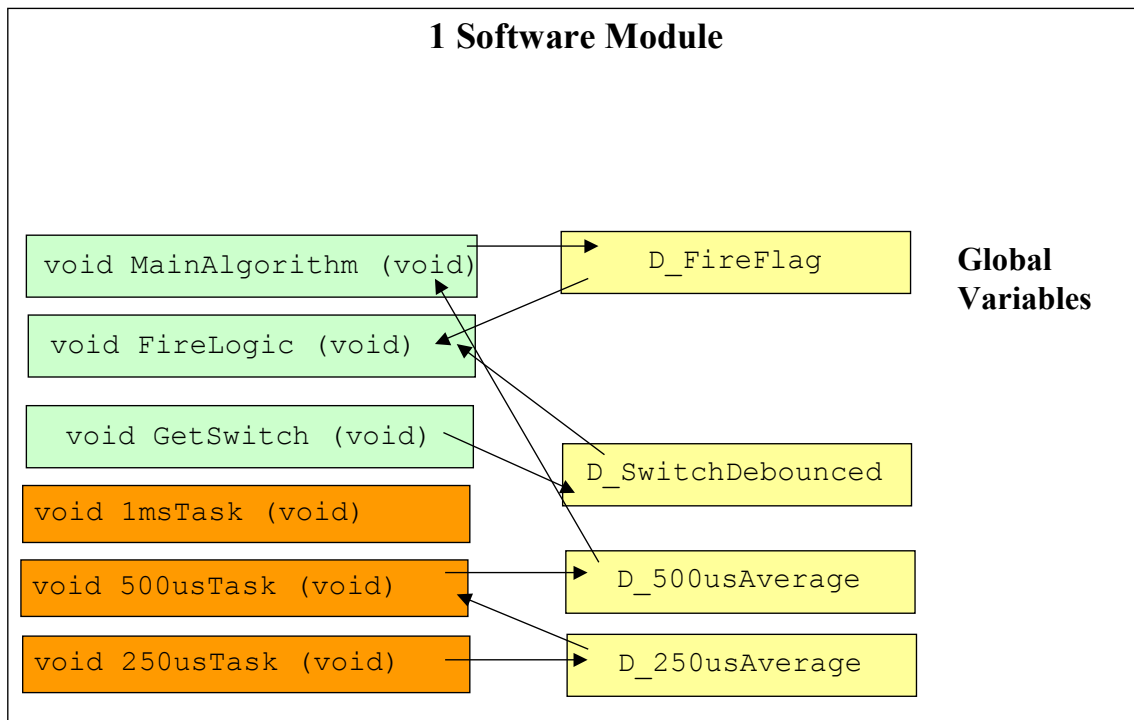 1 Software Module
void MainAlgorithm (void)
D_FireFlag
Global
Variables
void FireLogic (void)
void GetSwitch (void)
D_SwitchDebounced
void 1msTask (void)
void 500usTask (void)
D_500usAverage
void 250usTask (void)
D_250usAverage